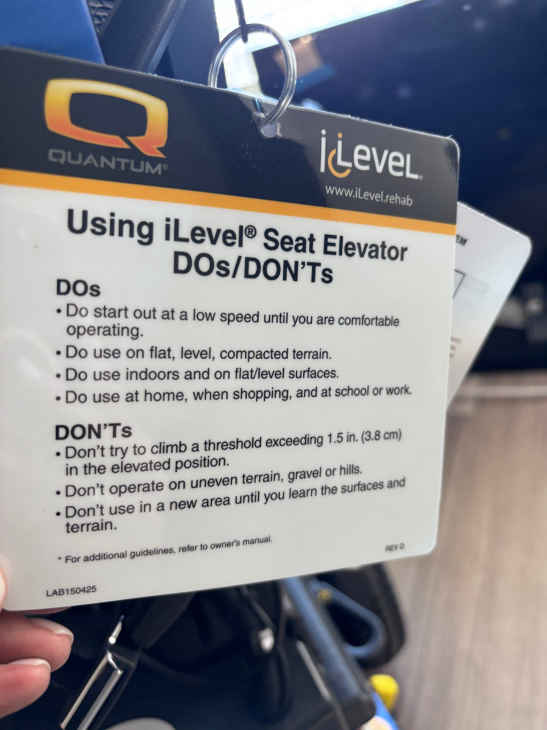 QUANTUM®
iLevel®
www.iLevel.rehab
Using iLevel® Seat Elevator
DOs/DON'Ts
DOs
• Do start out at a low speed until you are comfortable
operating.
• Do use on flat, level, compacted terrain.
• Do use indoors and on flat/level surfaces.
• Do use at home, when shopping, and at school or work.
DON'Ts
• Don't try to climb a threshold exceeding 1.5 in. (3.8 cm)
in the elevated position.
• Don't operate on uneven terrain, gravel or hills.
• Don't use in a new area until you learn the surfaces and
terrain.
* For additional guidelines, refer to owner's manual.
LAB150425